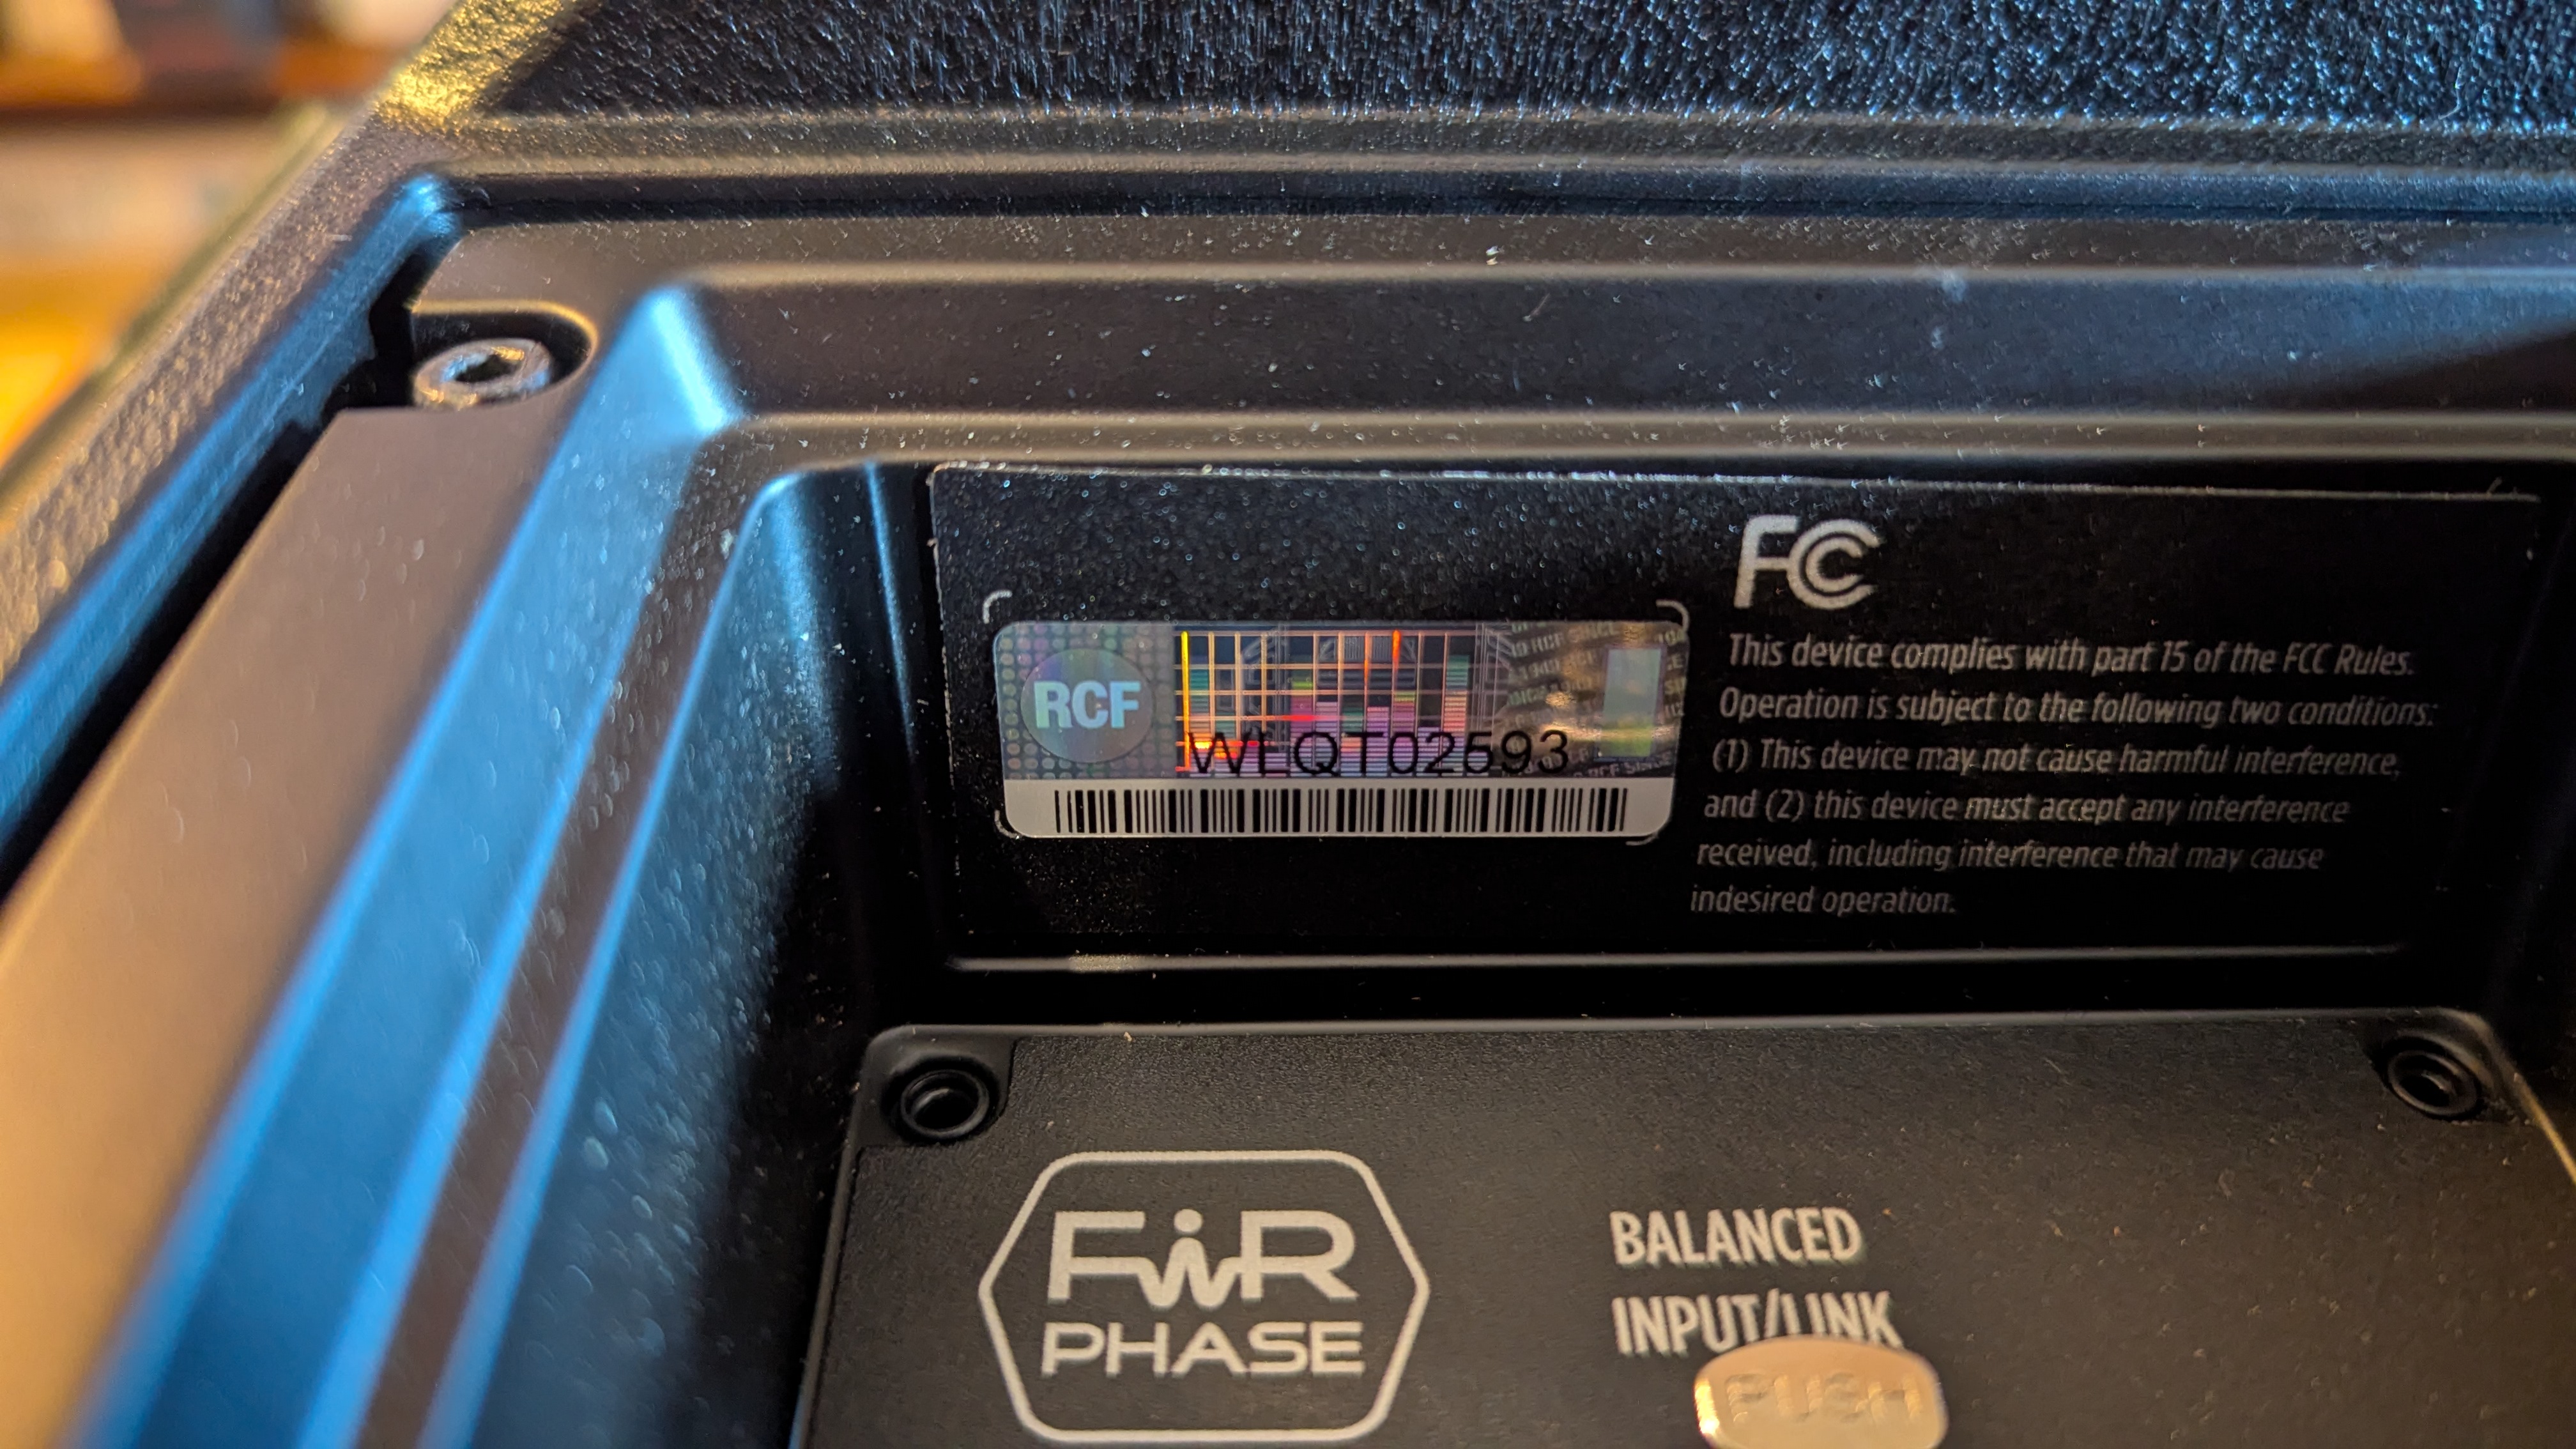 FC
This device complies with part 15 of the FCC Rules.
Operation is subject to the following two conditions:
(1) This device may not cause harmful interference,
and (2) this device must accept any interference
received, including interference that may cause
indesired operation.
RCF
WLQT02593
FiR
PHASE
BALANCED
INPUT/LINK
PUSH